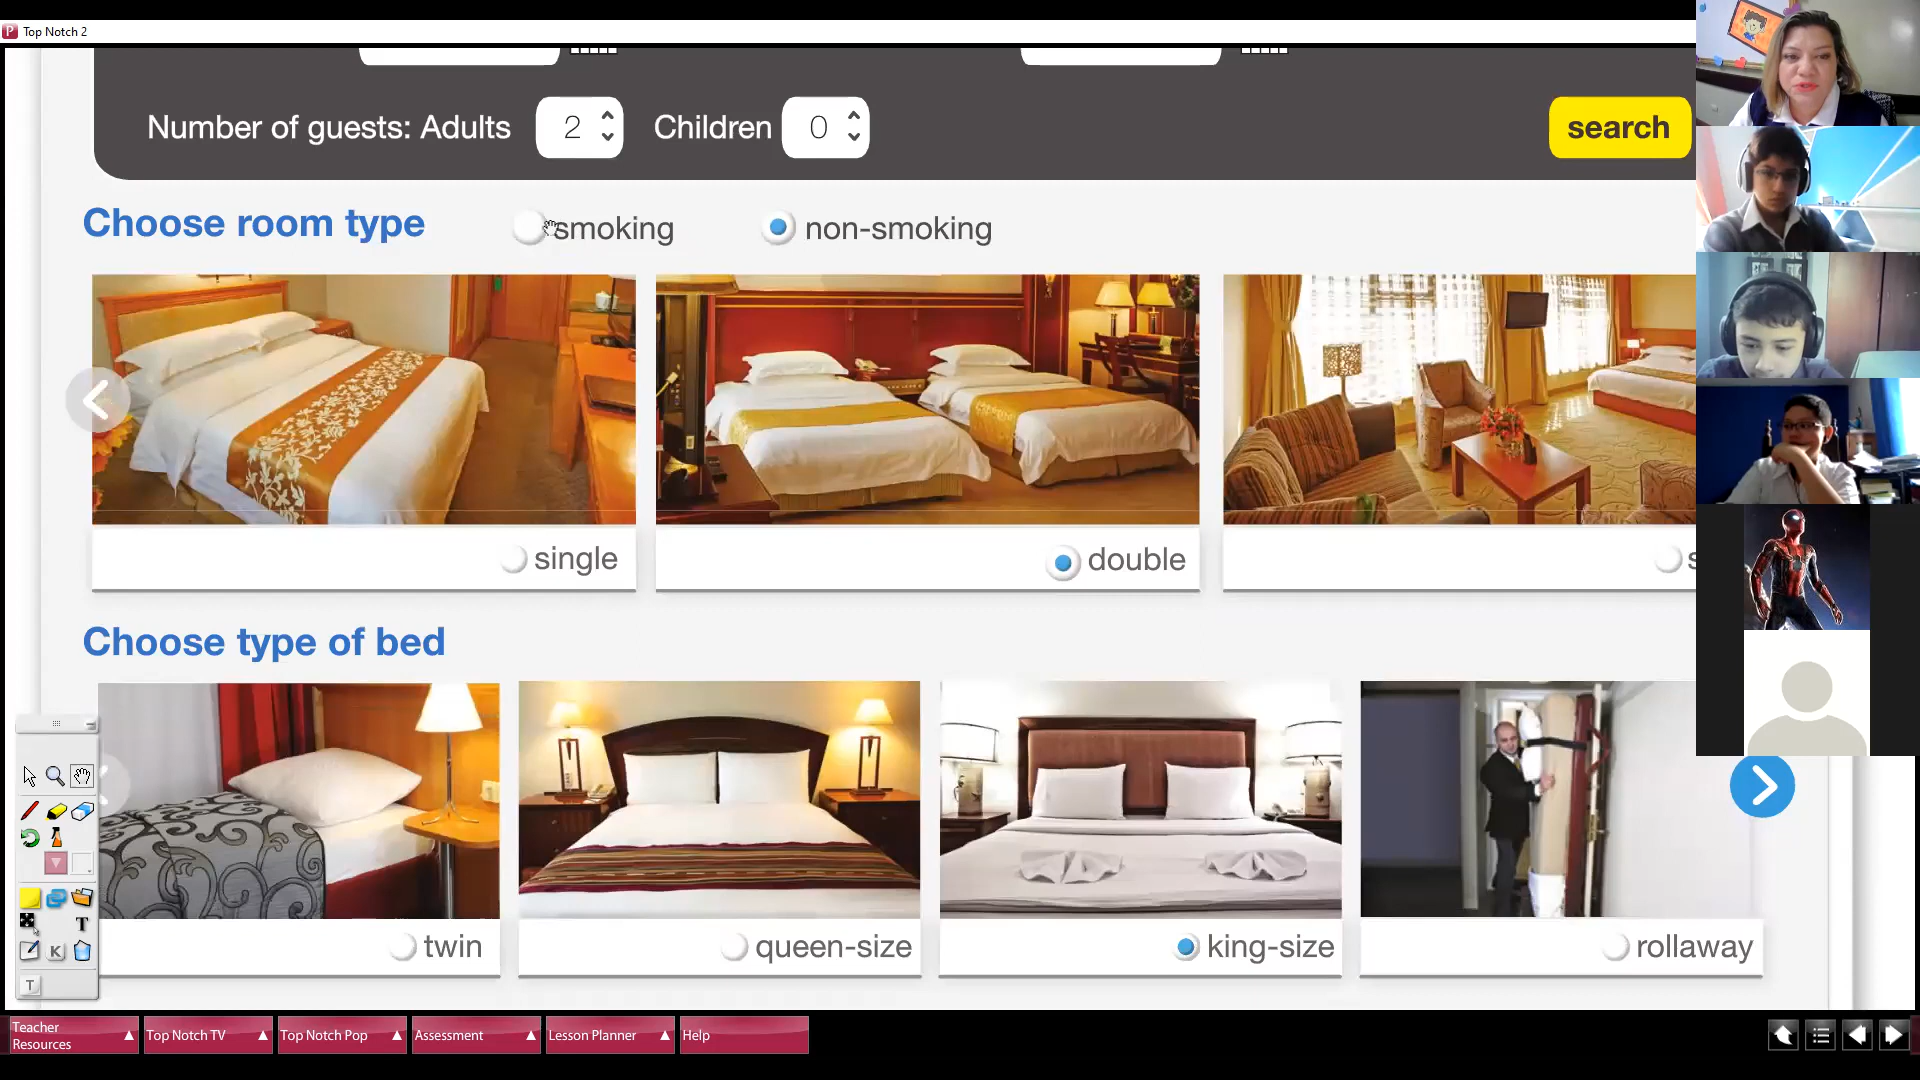 Top Notch 2
Number of guests: Adults 2 Children 0
search
Choose room type smoking non-smoking
single double
Choose type of bed
twin queen-size king-size rollaway
T
K
T
Teacher Resources Top Notch TV Top Notch Pop Assessment Lesson Planner Help